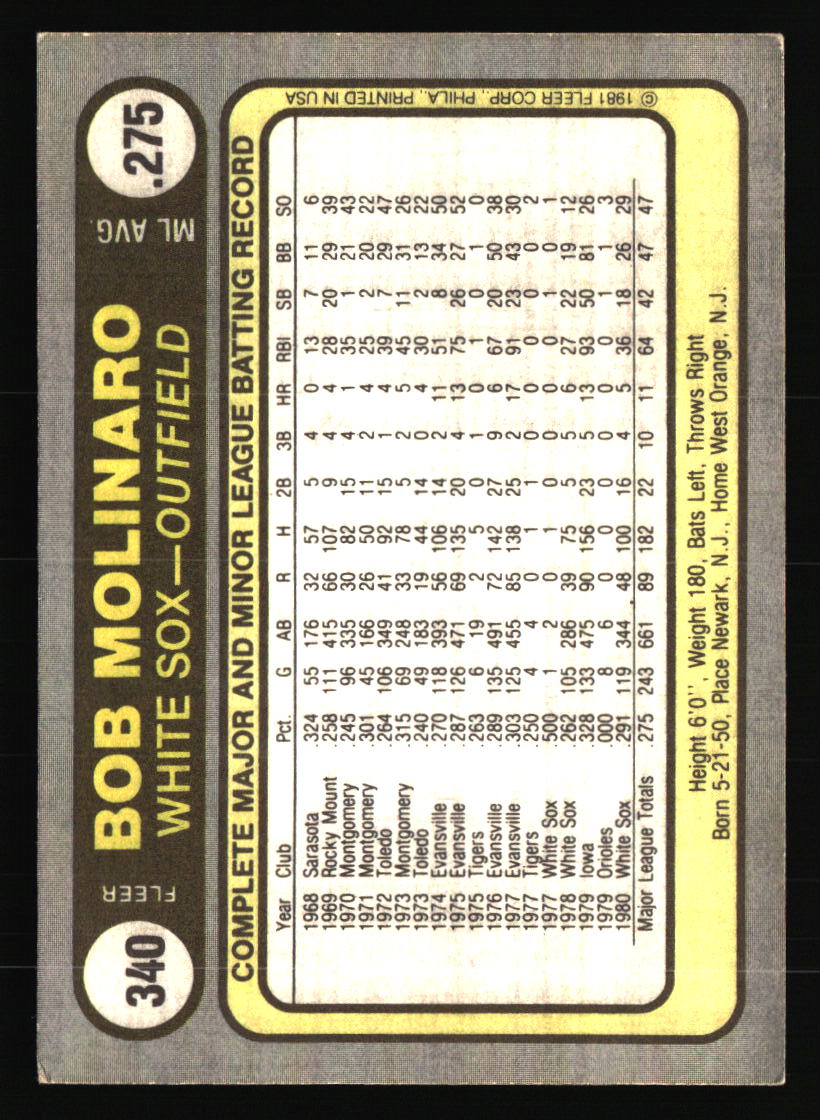 340
FLEER
BOB MOLINARO
WHITE SOX—OUTFIELD
ML AVG.
.275
COMPLETE MAJOR AND MINOR LEAGUE BATTING RECORD
Year Club Pct. G AB R H 2B 3B HR RBI SB BB SO
1968 Sarasota .324 55 176 32 57 5 4 0 13 7 11 6
1969 Rocky Mount .258 111 415 66 107 9 4 4 28 20 29 39
1970 Montgomery .245 96 335 30 82 15 4 1 35 1 21 43
1971 Montgomery .301 45 166 26 50 11 2 4 25 2 20 22
1972 Toledo .264 106 349 41 92 15 1 4 39 7 29 47
1973 Montgomery .315 69 248 33 78 5 2 5 45 11 31 26
1973 Toledo .240 49 183 19 44 14 0 4 30 2 13 22
1974 Evansville .270 118 393 56 106 14 2 11 51 8 34 50
1975 Evansville .287 126 471 69 135 20 4 13 75 26 27 52
1975 Tigers .263 6 19 2 5 0 1 0 1 0 1 0
1976 Evansville .289 135 491 72 142 27 9 6 67 20 50 38
1977 Evansville .303 125 455 85 138 25 2 17 91 23 43 30
1977 Tigers .250 4 4 0 1 1 0 0 0 0 0 2
1977 White Sox .500 1 2 0 1 0 0 0 0 1 0 1
1978 White Sox .262 105 286 39 75 5 5 6 27 22 19 12
1979 Iowa .328 133 475 90 156 23 5 13 93 50 81 26
1979 Orioles .000 8 6 0 0 0 0 0 0 1 1 3
1980 White Sox .291 119 344 48 100 16 4 5 36 18 26 29
Major League Totals .275 243 661 89 182 22 10 11 64 42 47 47
Height 6'0'', Weight 180, Bats Left, Throws Right
Born 5-21-50, Place Newark, N.J., Home West Orange, N.J.
© 1981 FLEER CORP., PHILA., PRINTED IN USA